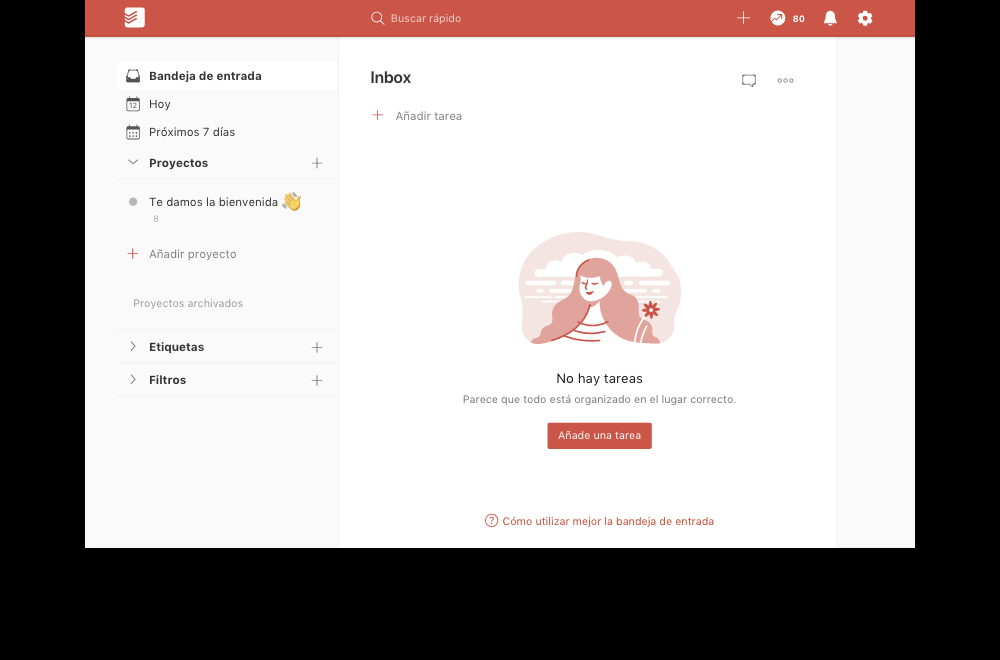 Buscar rápido
80
Bandeja de entrada
12
Hoy
Próximos 7 días
Proyectos
Te damos la bienvenida 👋
8
Añadir proyecto
Proyectos archivados
Etiquetas
Filtros
Inbox
Añadir tarea
No hay tareas
Parece que todo está organizado en el lugar correcto.
Añade una tarea
? Cómo utilizar mejor la bandeja de entrada